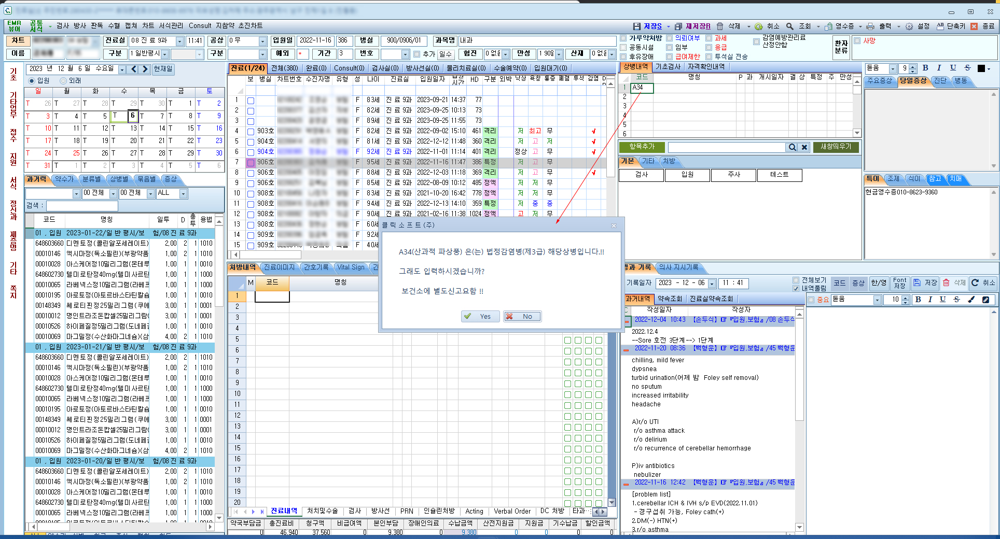 EMR 뷰어 공통 서식 검사 방사 판독 수혈 캡쳐 차트 서식관리 Consult 지참약 초진차트
저장S 재저장R 삭제 취소 조회 영수증 출력 설정 단축키 종료
차트 진료실 08 진 료 9과 11:41 공상 0 무 입원일 2022-11-16 386 병실 900/0906/01 과목명 내과
이름 구분 1 일반평시 구분 예외 * 기간 3 번호 추가 일수 협진 0 없음 만성 1 90일 산재 0 없음
가루약처방 의뢰여부 과세 감염예방관리료 산정안함
공동시설 임부 응급
후유장애 급여제한 투석실 전송
환자 분류 사망
기초
기타업무
접수
지원
서식
정신과
제증명
기타
쪽지
2023 년 12 월 6 일 수요일 현재일
입원 외래
일 월 화 수 목 금 토
T 26 T 27 T 28 T 29 T 30 T 1 T 2
T 3 T 4 T 5 T 6 T 7 T 8 T 9
T 10 T 11 T 12 T 13 T 14 T 15 T 16
T 17 T 18 T 19 T 20 T 21 T 22 T 23
T 24 T 25 T 26 T 27 T 28 T 29 T 30
T 31 T 1 T 2 T 3 T 4 T 5 T 6
과거력 약수가 분류별 상병별 묶음별 증상
00 전체 00 전체 ALL
검색 :
코드 명칭 일투 D 총투 용법
01 , 입원 2023-01-22/일 반 평시/보 험/08 진 료 9과
648603660 디멘토정(콜린알포세레이트) 2,00 2 1 1010
00010146 액시마정(독소필린)(부광약품 1,00 2 1 1010
00010028 아스케어정10밀리그램(몬테루 1,00 1 1 0010
648602730 텔미로탄정40mg(텔미사르틴 1,00 1 1 1000
00010065 라베넥스정10밀리그램(라베프 1,00 1 1 1000
00010195 아로토정(아토르바스타틴칼슘 1,00 1 1 0010
00148349 쎄로티핀정25밀리그램(쿠에 3,00 1 1 0001
00010012 명인트라조돈캅셀25밀리그람( 3,00 1 1 0001
00010526 하이페질정5밀리그램(도네페질 1,00 1 1 0010
00010069 마그밀정(수산화마그네슘)(삼 4,00 2 1 1010
01 , 입원 2023-01-21/일 반 평시/보 험/08 진 료 9과
648603660 디멘토정(콜린알포세레이트) 2,00 2 1 1010
00010146 액시마정(독소필린)(부광약품 1,00 2 1 1010
00010028 아스케어정10밀리그램(몬테루 1,00 1 1 0010
648602730 텔미로탄정40mg(텔미사르틴 1,00 1 1 1000
00010065 라베넥스정10밀리그램(라베프 1,00 1 1 1000
00010195 아로토정(아토르바스타틴칼슘 1,00 1 1 0010
00148349 쎄로티핀정25밀리그램(쿠에 3,00 1 1 0001
00010012 명인트라조돈캅셀25밀리그람( 3,00 1 1 0001
00010526 하이페질정5밀리그램(도네페질 1,00 1 1 0010
00010069 마그밀정(수산화마그네슘)(삼 4,00 2 1 1010
01 , 입원 2023-01-20/일 반 평시/보 험/08 진 료 9과
648603660 디멘토정(콜린알포세레이트) 2,00 2 1 1010
00010146 액시마정(독소필린)(부광약품 1,00 2 1 1010
00010028 아스케어정10밀리그램(몬테루 1,00 1 1 0010
648602730 텔미로탄정40mg(텔미사르틴 1,00 1 1 1000
00010065 라베넥스정10밀리그램(라베프 1,00 1 1 1000
진료(1/24) 전체(380) 완료(0) Consult(0) 검사실(0) 방사선실(0) 물리치료실(0) 수술예약(0) 입원대기(0)
보 병실 차트번호 수진자명 유형 성 나이 진료실 입원일자 시간 HD 구분 외박 낙상 욕창 통증 폐렴 투석 감염
1 F 83세 진 료 9과 2023-09-21 14:37 77
2 F 82세 진 료 9과 2023-09-25 10:13 73
3 F 89세 진 료 9과 2023-09-25 11:55 73
4 903호 F 82세 진 료 9과 2022-09-02 15:10 461 격리 저 최고 무 √
5 904호 F 81세 진 료 9과 2022-12-12 11:48 360 격리 저 고 저 √
6 904호 F 92세 진 료 9과 2022-11-01 11:14 401 격리 정상 고 무 √
7 906호 F 95세 진 료 9과 2022-11-16 11:47 386 특정 저 고 무
8 906호 F 88세 진 료 9과 2022-12-03 11:18 369 격리 저 고 무 √
9 906호 F 85세 진 료 9과 2022-08-09 10:12 485 정액 저 저 무
10 908호 F 82세 진 료 9과 2021-10-20 16:42 778 정액 저 저 무
11 908호 F 94세 진 료 9과 2022-12-13 14:10 359 특정 저 중 중
12 908호 F 90세 진 료 9과 2021-02-16 11:38 1024 정액 고 저 무
13 908호 F 60세
14 909호 F 92세
15 909호 F 40세
클 릭 소 프 트 (주)
A34(산과적 파상풍) 은(는) 법정감염병(제3급) 해당상병입니다.!!
그래도 입력하시겠습니까?
보건소에 별도신고요함 !!
Yes No
처방내역 진료이미지 간호기록 Vital Sign
M 코드 명칭
1
2
3
4
5
6
7
8
9
10
11
12
13
14
15
16
17
18
19
20
진료내역 처치및수술 검사 방사선 PRN 인슐린처방 Acting Verbal Order DC 처방 타과···
약국부담금 총진료비 청구액 비급여액 본인부담 장애인의료 수납금액 산전지원금 지원금 기수납금 할인금액
0 46,940 37,560 0 9,380 0 9,380 0 0 0 0
상병내역 기초검사 자격확인내역
코드 명칭 P 과 개시일자 결 상 특정 주 만성
1 A34
2
3
4
5
6
항목추가 새창띄우기
기본 기타 처방
검사 입원 주사 테스트
돋움 9 B I U S
주요증상 당일증상 진단 병동
특이 조제 식이 참고 치매
현금영수증010-8623-9360
경과 기록 의사 지시기록
기록일자 2023 - 12 - 06 11 : 41 전체보기 내역풀림 코드 증상 한/영 Font 저장 저장 삭제 취소
과거내역 약속조회 진료실약속조회
중요 돋움 10 B I U S
C 작성일자 작성자
2022-12-04 10:43 【손두식】☞『입원,보험』/08 손두식
2022.12.4
--Sore 호전 3단계--> 1단계
2022-11-20 08:36 【백형운】☞『입원,보험』/45 백형운
chilling, mild fever
dypsnea
turbid urination(어제 밤 Foley self removal)
no sputum
increased irritability
headache
A)r/o UTI
r/o asthma attack
r/o delirium
r/o recurrence of cerebellar hemorrhage
P)iv antibiotics
nebulizer
2022-11-16 12:42 【백형운】☞『입원,보험』/45 백형운
[problem list]
1.cerebellar ICH & IVH s/p EVD(2022.11.01)
- 경구섭취 가능, Foley cath(+)
2.DM(-) HTN(+)
3.r/o asthma